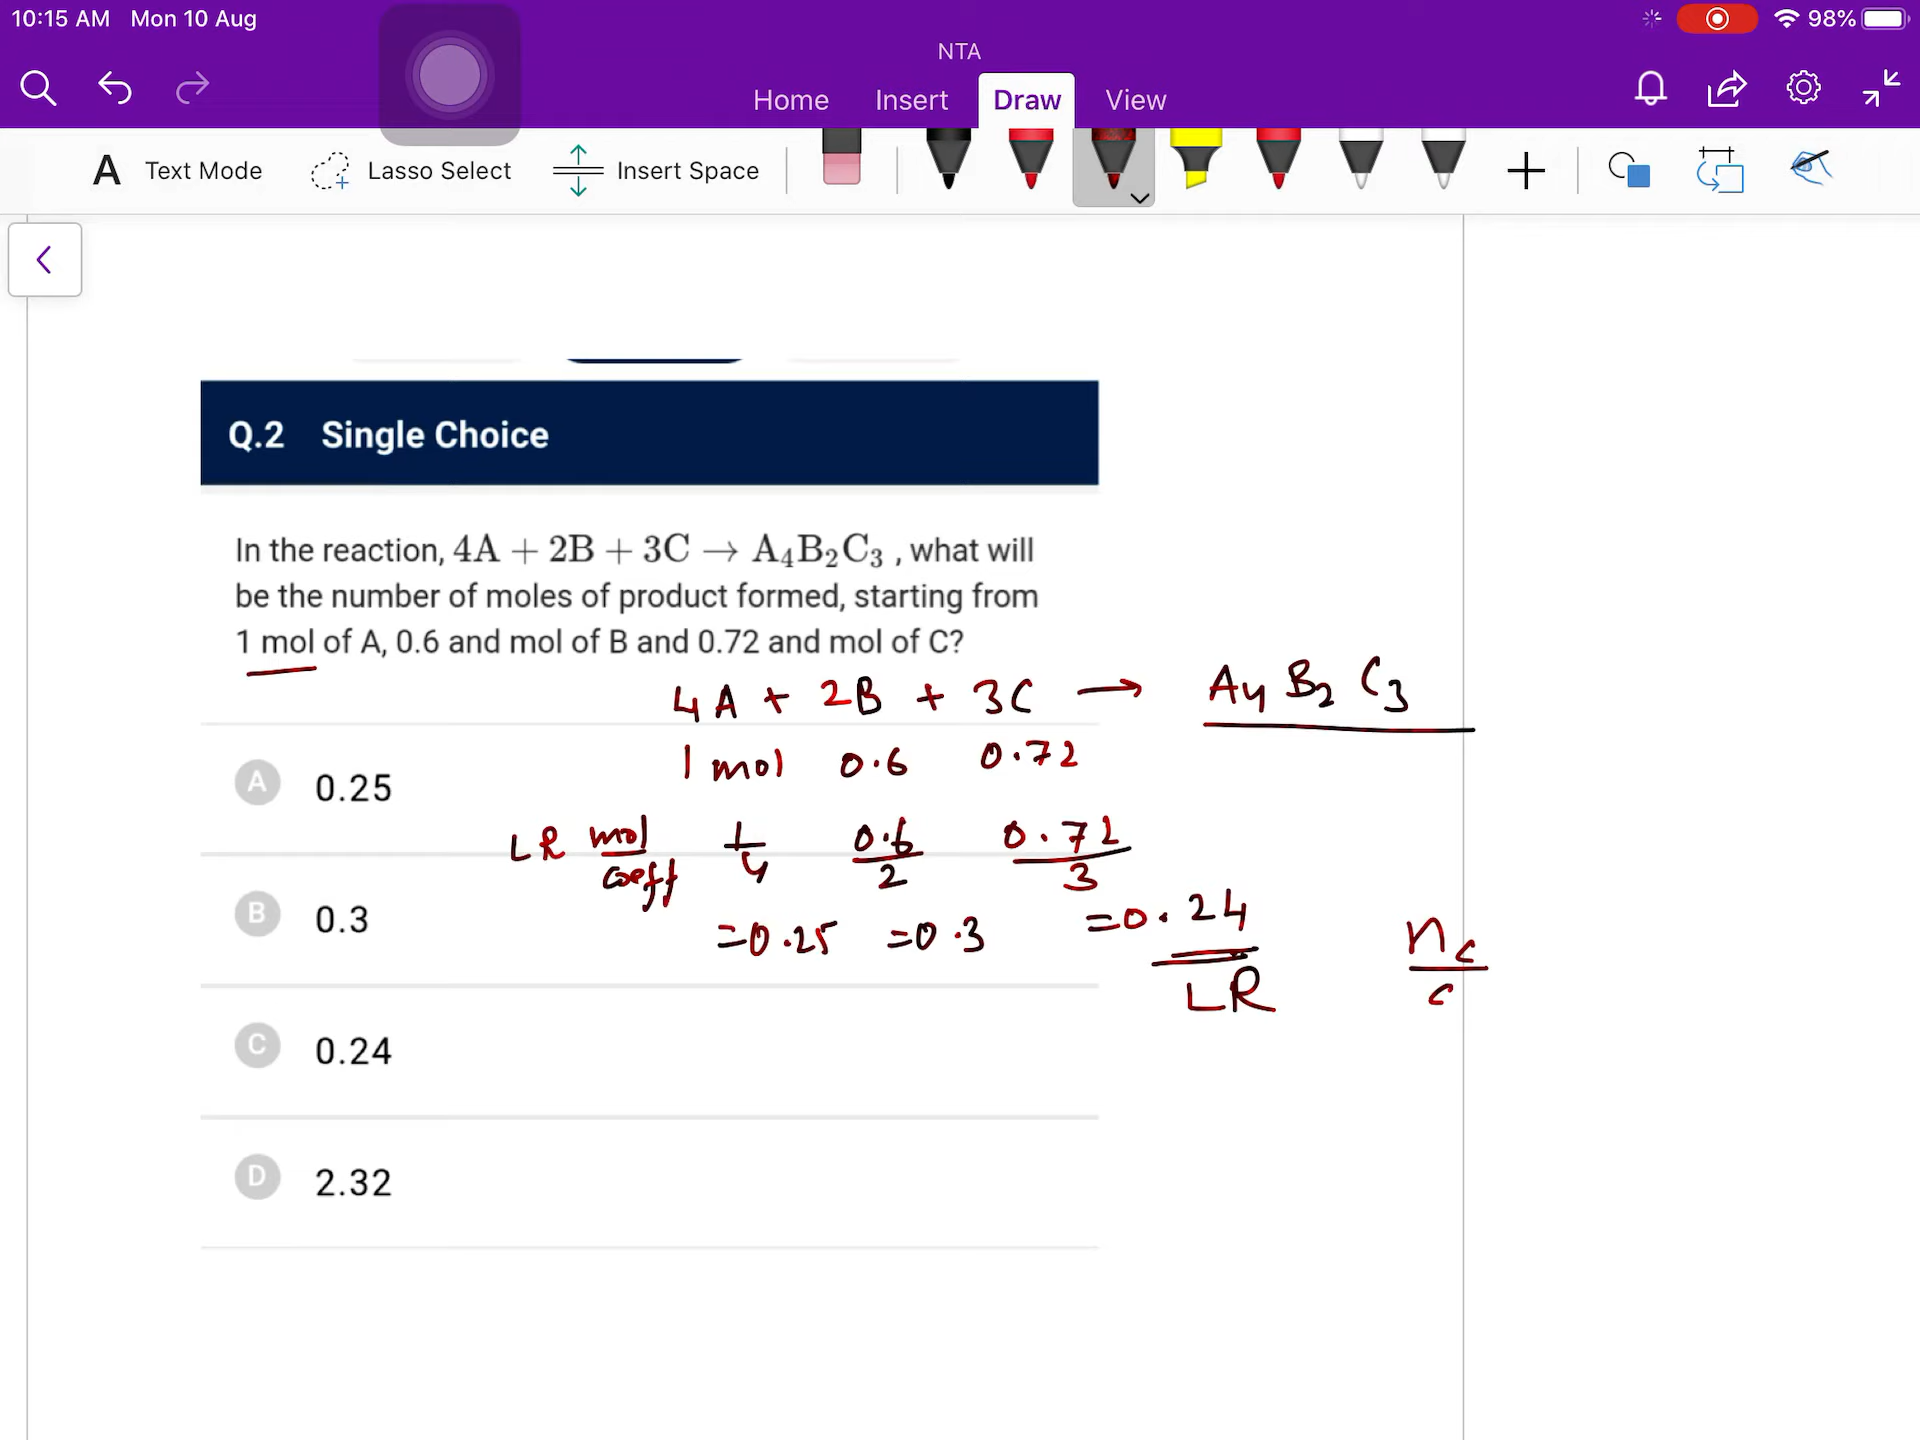 10:15 AM Mon 10 Aug
98%
NTA
Home Insert Draw View
A Text Mode Lasso Select Insert Space
Q.2 Single Choice
In the reaction, 4A + 2B + 3C → A₄B₂C₃ , what will
be the number of moles of product formed, starting from
1 mol of A, 0.6 and mol of B and 0.72 and mol of C?
4A + 2B + 3C → A4 B2 C3
1 mol 0.6 0.72
A 0.25
LR mol/coeff 1/4 0.6/2 0.72/3
B 0.3
=0.25 =0.3 =0.24
LR
nc/c
C 0.24
D 2.32